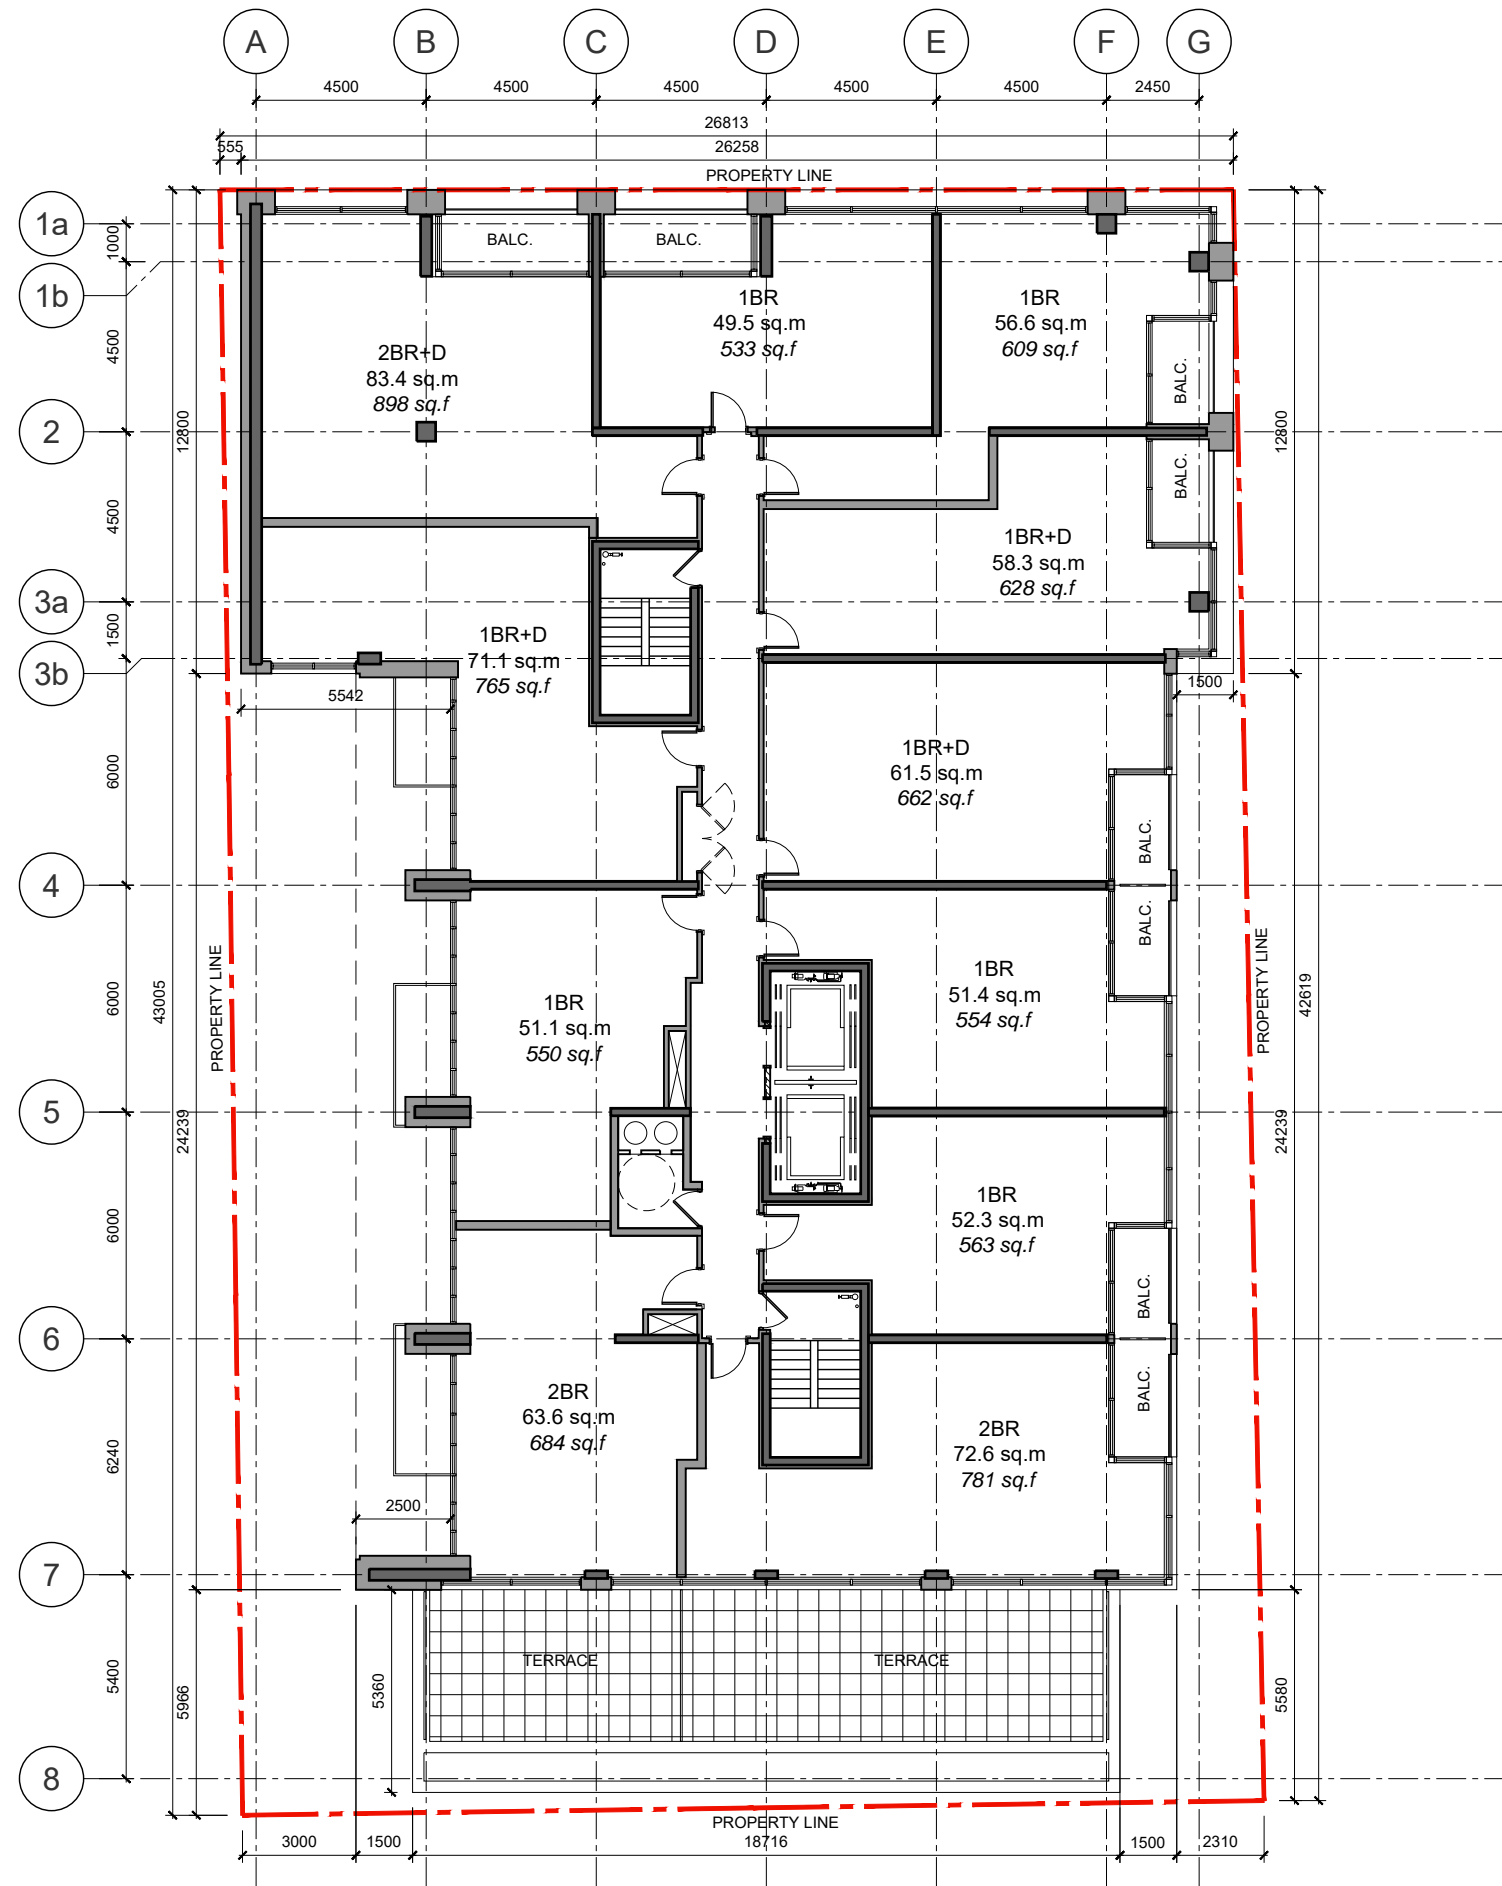 A B C D E F G
4500 4500 4500 4500 4500 2450
26813
555 26258
PROPERTY LINE
1a
1000
1b
BALC. BALC.
4500
1BR
49.5 sq.m
533 sq.f
1BR
56.6 sq.m
609 sq.f
2BR+D
83.4 sq.m
898 sq.f
BALC.
2
12800
12800
BALC.
4500
1BR+D
58.3 sq.m
628 sq.f
3a
1500
3b
1BR+D
71.1 sq.m
765 sq.f
5542
1500
6000
1BR+D
61.5 sq.m
662 sq.f
BALC.
4
BALC.
PROPERTY LINE
43005
6000
1BR
51.1 sq.m
550 sq.f
1BR
51.4 sq.m
554 sq.f
PROPERTY LINE
42619
5
24239
24239
6000
1BR
52.3 sq.m
563 sq.f
BALC.
6
BALC.
6240
2BR
63.6 sq.m
684 sq.f
2BR
72.6 sq.m
781 sq.f
2500
7
TERRACE TERRACE
5400
5966
5360
5580
8
PROPERTY LINE
3000 1500 18716 1500 2310